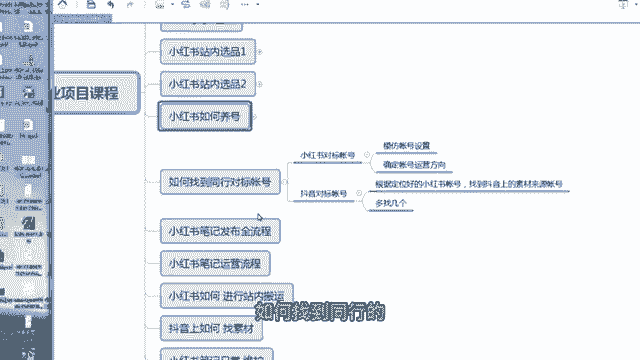 小红书站内选品1
小红书站内选品2
业项目课程
小红书如何养号
如何找到同行对标帐号
小红书对标帐号
模仿帐号设置
确定帐号运营方向
抖音对标帐号
根据定位好的小红书帐号，找到抖音上的素材来源帐号
多找几个
小红书笔记发布全流程
小红书笔记运营流程
小红书如何 进行站内搬运
如何找到同行的
抖音上如何 找素材